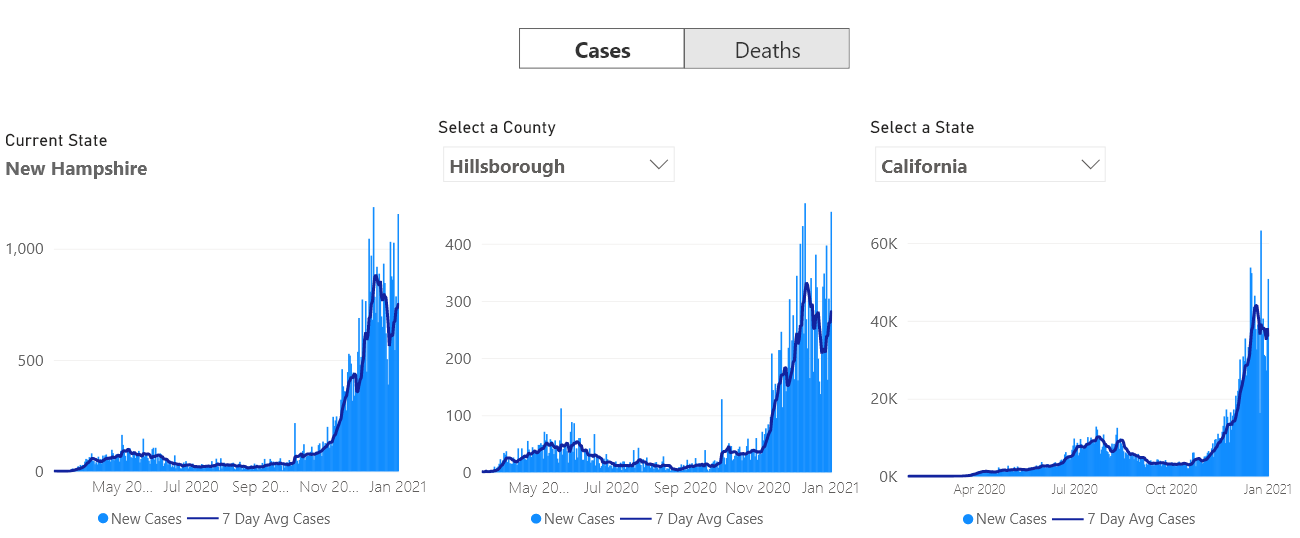 Cases Deaths
Current State
New Hampshire
Select a County
Hillsborough
Select a State
California
1,000
500
0
May 20... Jul 2020 Sep 20... Nov 20... Jan 2021
New Cases 7 Day Avg Cases
400
300
200
100
0
May 20... Jul 2020 Sep 2020 Nov 2020 Jan 2021
New Cases 7 Day Avg Cases
60K
40K
20K
0K
Apr 2020 Jul 2020 Oct 2020 Jan 2021
New Cases 7 Day Avg Cases